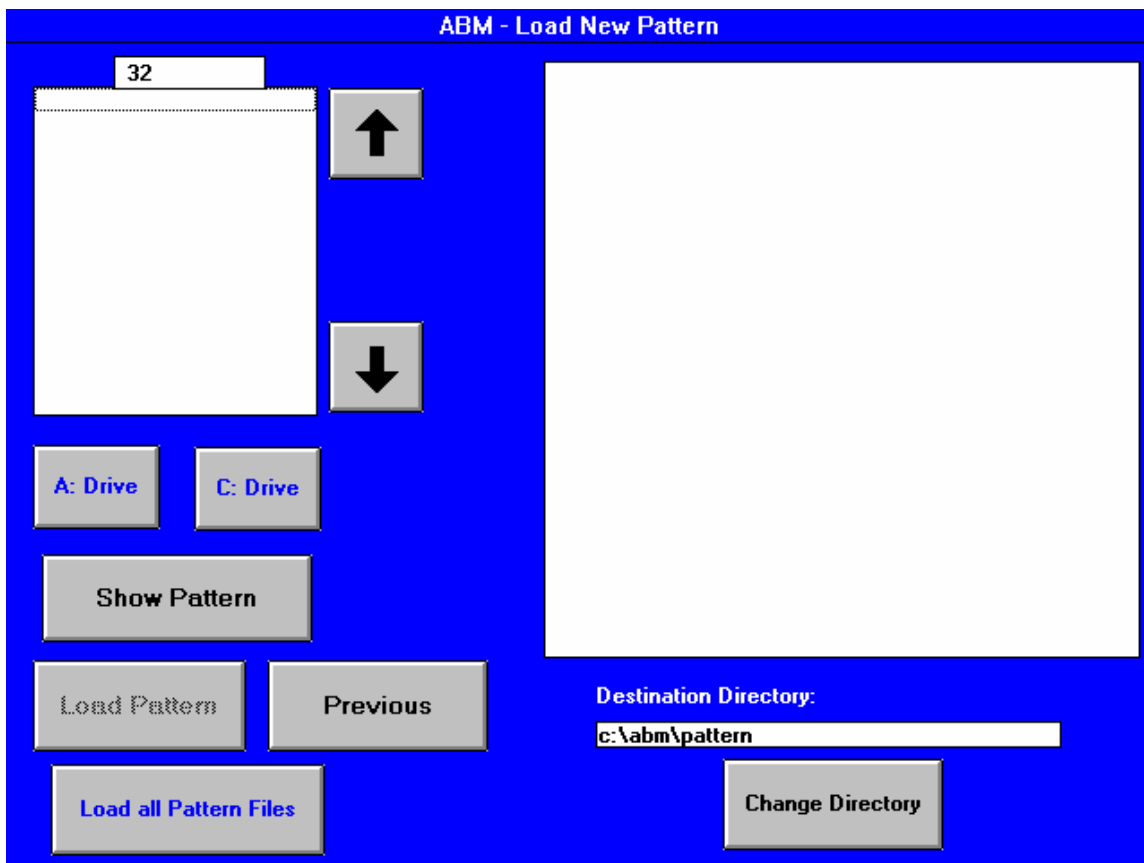 ABM - Load New Pattern
32
A: Drive
C: Drive
Show Pattern
Load Pattern
Previous
Load all Pattern Files
Destination Directory:
c:\abm\pattern
Change Directory